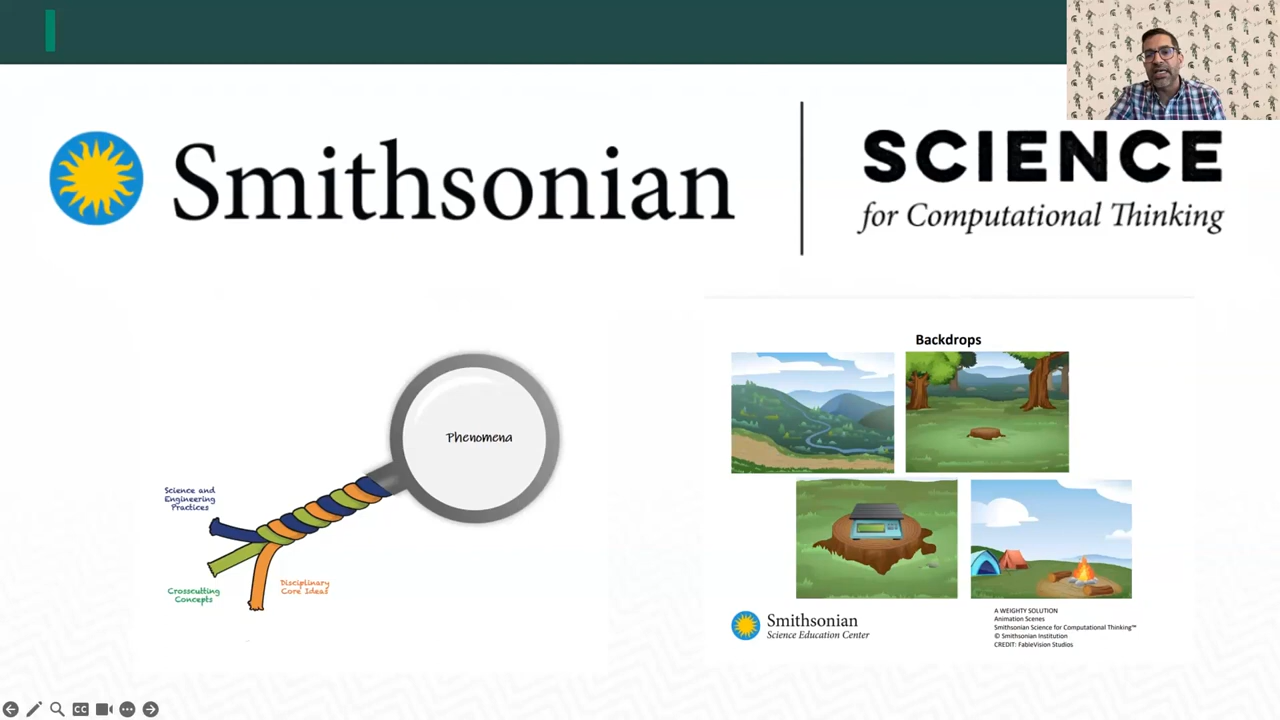 Smithsonian
SCIENCE
for Computational Thinking
Phenomena
Science and
Engineering
Practices
Crosscutting
Concepts
Disciplinary
Core Ideas
Backdrops
Smithsonian
Science Education Center
A WEIGHTY SOLUTION
Animation Scenes
Smithsonian Science for Computational Thinking™
© Smithsonian Institution
CREDIT: FableVision Studios
CC